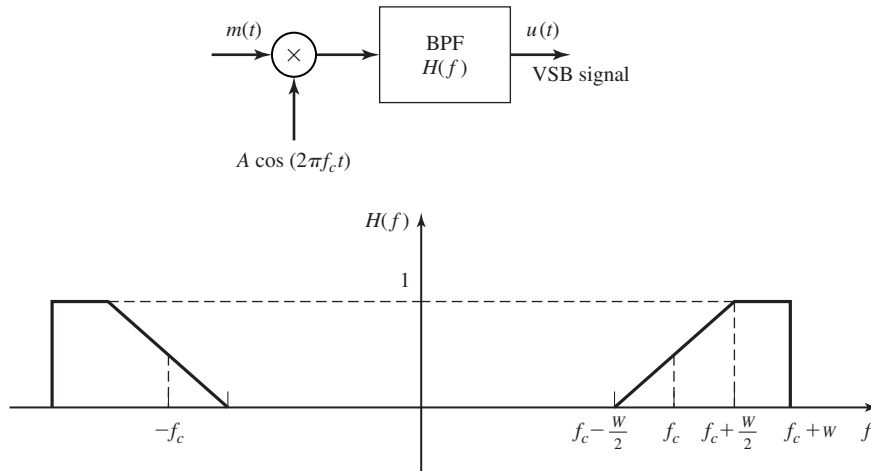 m(t)
×
BPF
H(f)
u(t)
VSB signal
A cos (2πf_c t)
H(f)
1
−f_c
f_c − W/2
f_c
f_c + W/2
f_c + W
f